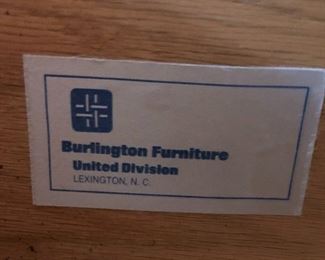 Burlington Furniture
United Division
LEXINGTON, N. C.